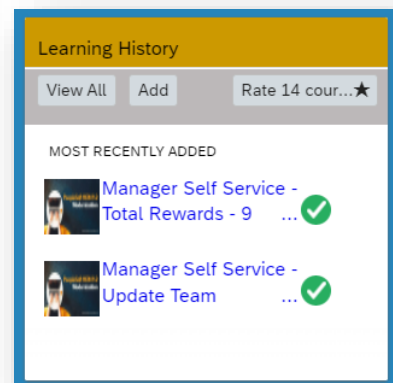 Learning History
View All Add Rate 14 cour...★
MOST RECENTLY ADDED
Manager Self Service -
Total Rewards - 9 ...
Manager Self Service -
Update Team ...